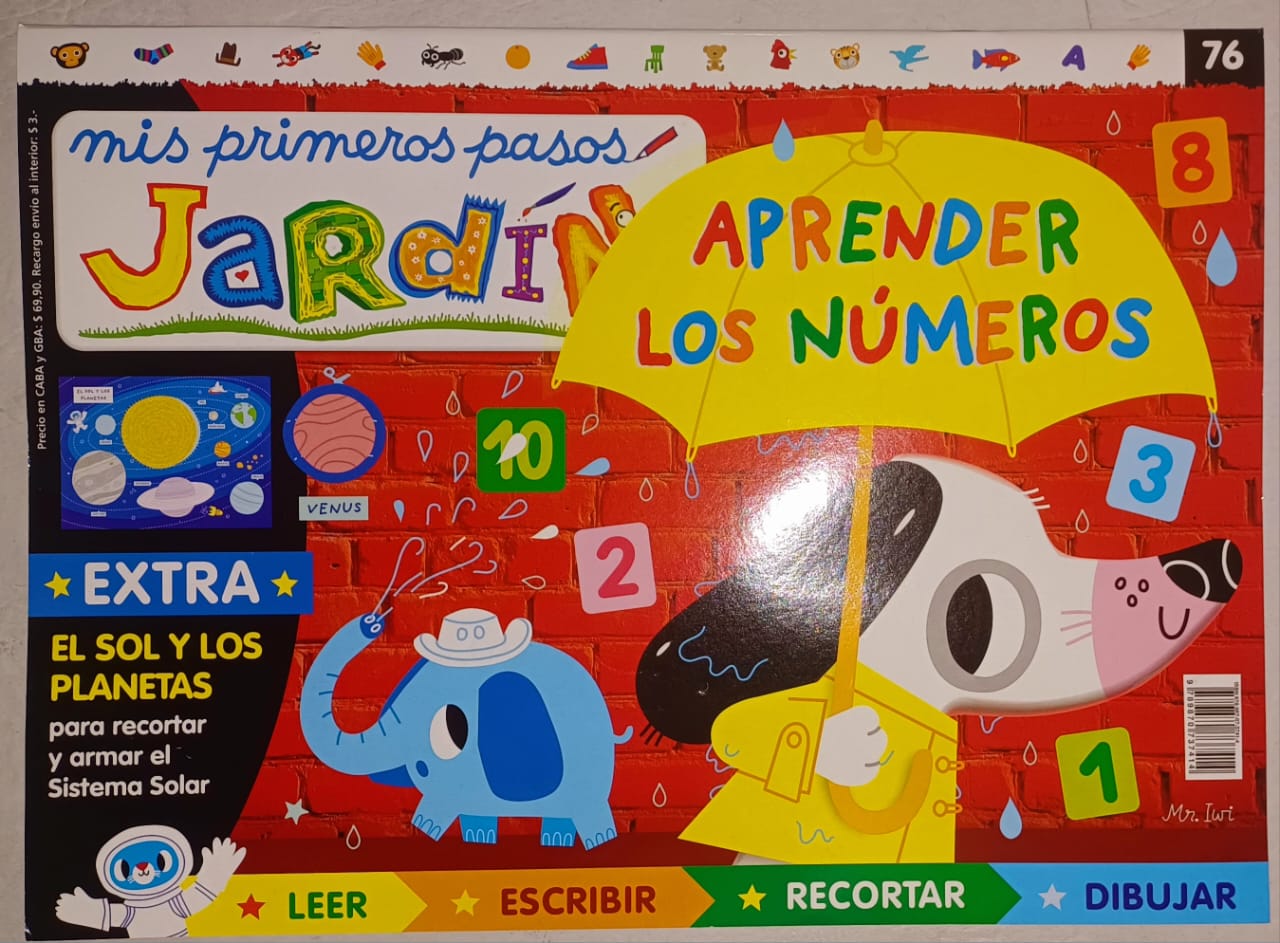 76
Precio en CABA y GBA: $ 69,90. Recargo envío al interior: $ 3.-
mis primeros pasos
JaRdÍN
APRENDER
LOS NÚMEROS
8
EL SOL Y LOS
PLANETAS
VENUS
10
3
2
1
EXTRA
EL SOL Y LOS
PLANETAS
para recortar
y armar el
Sistema Solar
A
Mr. Iwi
LEER
ESCRIBIR
RECORTAR
DIBUJAR